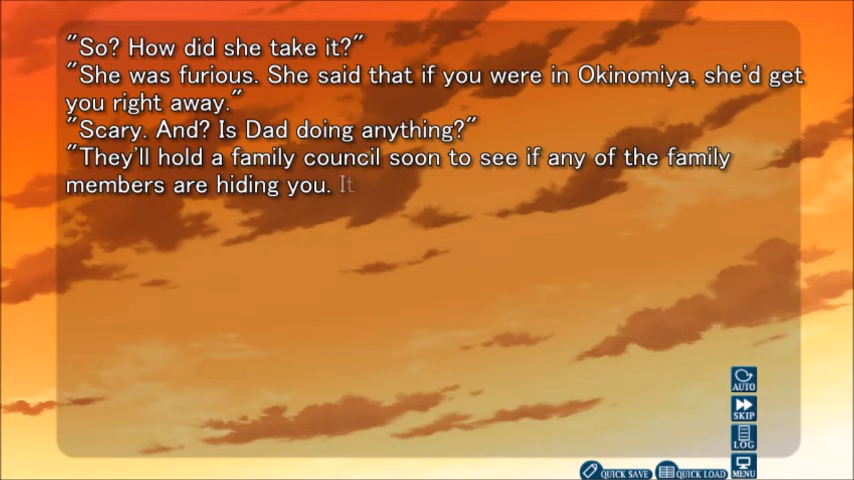 "So? How did she take it?"
"She was furious. She said that if you were in Okinomiya, she'd get
you right away."
"Scary. And? Is Dad doing anything?"
"They'll hold a family council soon to see if any of the family
members are hiding you. It
AUTO
SKIP
LOG
QUICK SAVE QUICK LOAD MENU